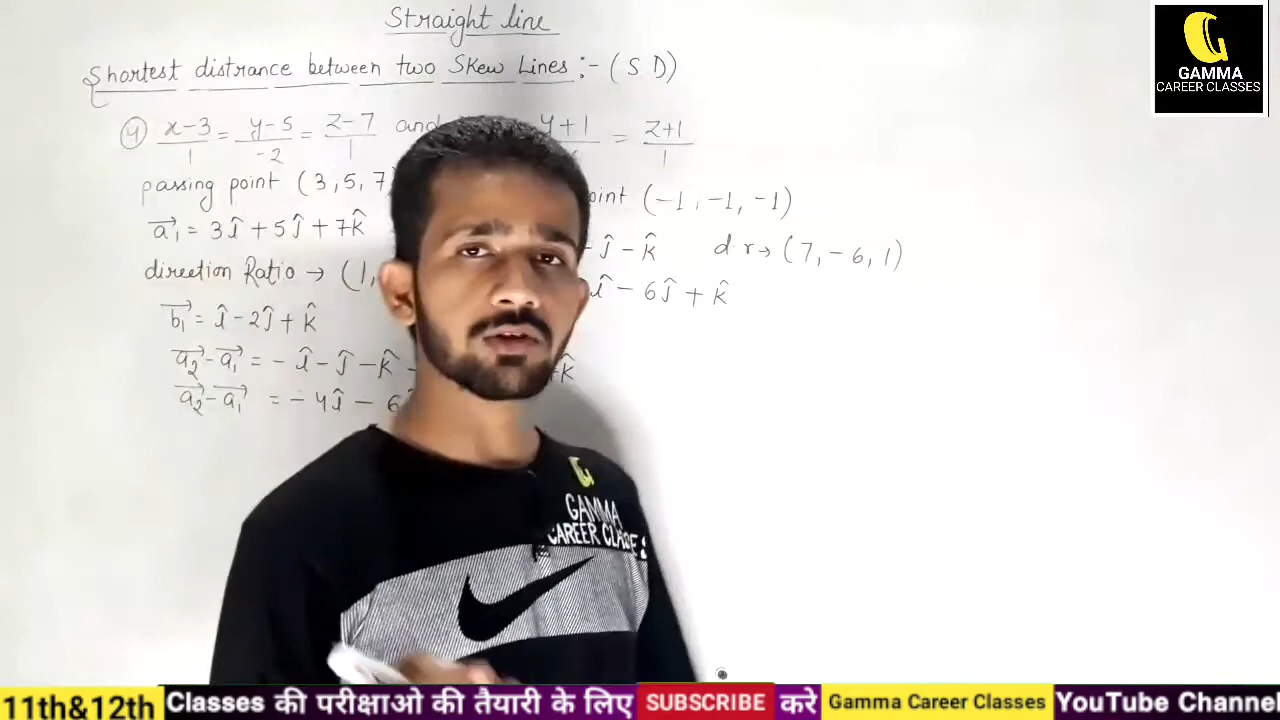 Straight line
GAMMA
CAREER CLASSES
Shortest distrance between two Skew Lines :- (S D)
(4) x-3/1 = y-5/-2 = z-7/1 and y+1 = z+1/1
passing point (3, 5, 7 oint (-1, -1, -1)
a₁⃗ = 3î + 5ĵ + 7k̂ - ĵ - k̂ d r → (7, -6, 1)
direction Ratio → (1, î - 6ĵ + k̂
b₁⃗ = î - 2ĵ + k̂
a₂⃗ - a₁⃗ = - î - ĵ - k̂ - +k̂
a₂⃗ - a₁⃗ = - 4î - 6
GAMMA
CAREER CLASSE
11th&12th Classes की परीक्षाओ की तैयारी के लिए SUBSCRIBE करे Gamma Career Classes YouTube Channel